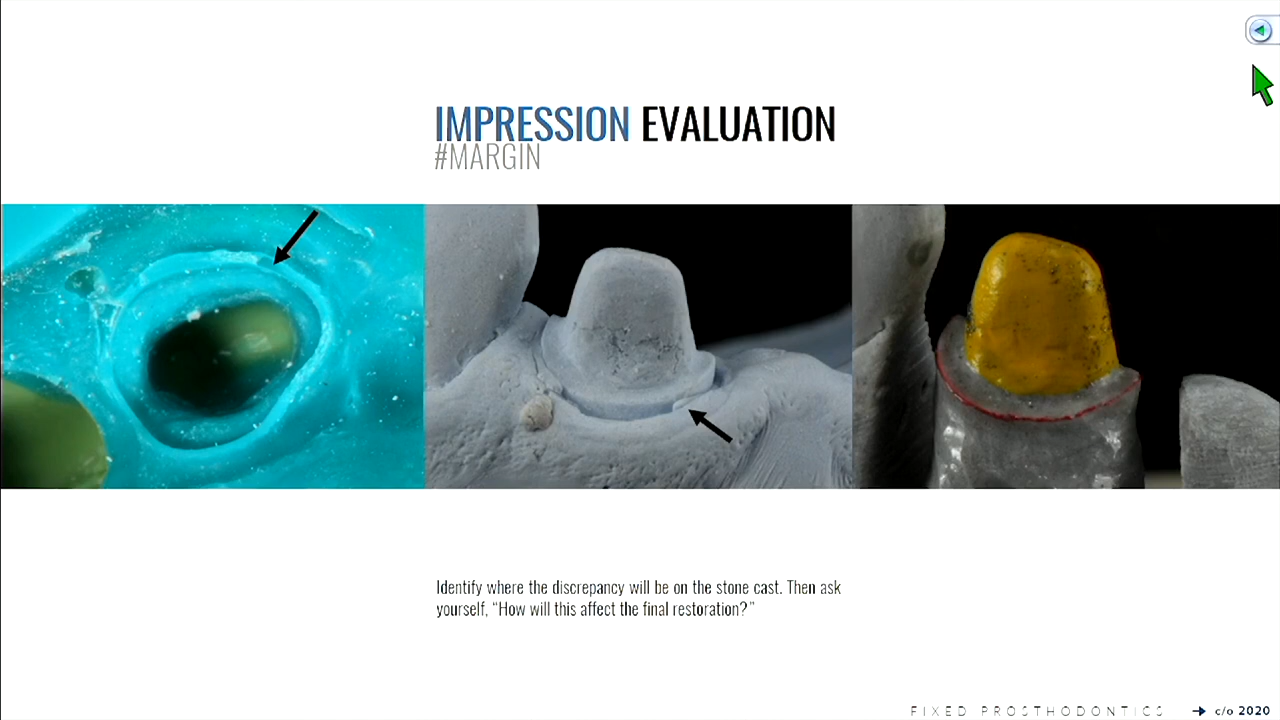 IMPRESSION EVALUATION
#MARGIN
Identify where the discrepancy will be on the stone cast. Then ask
yourself, “How will this affect the final restoration?”
FIXED PROSTHODONTICS c/o 2020